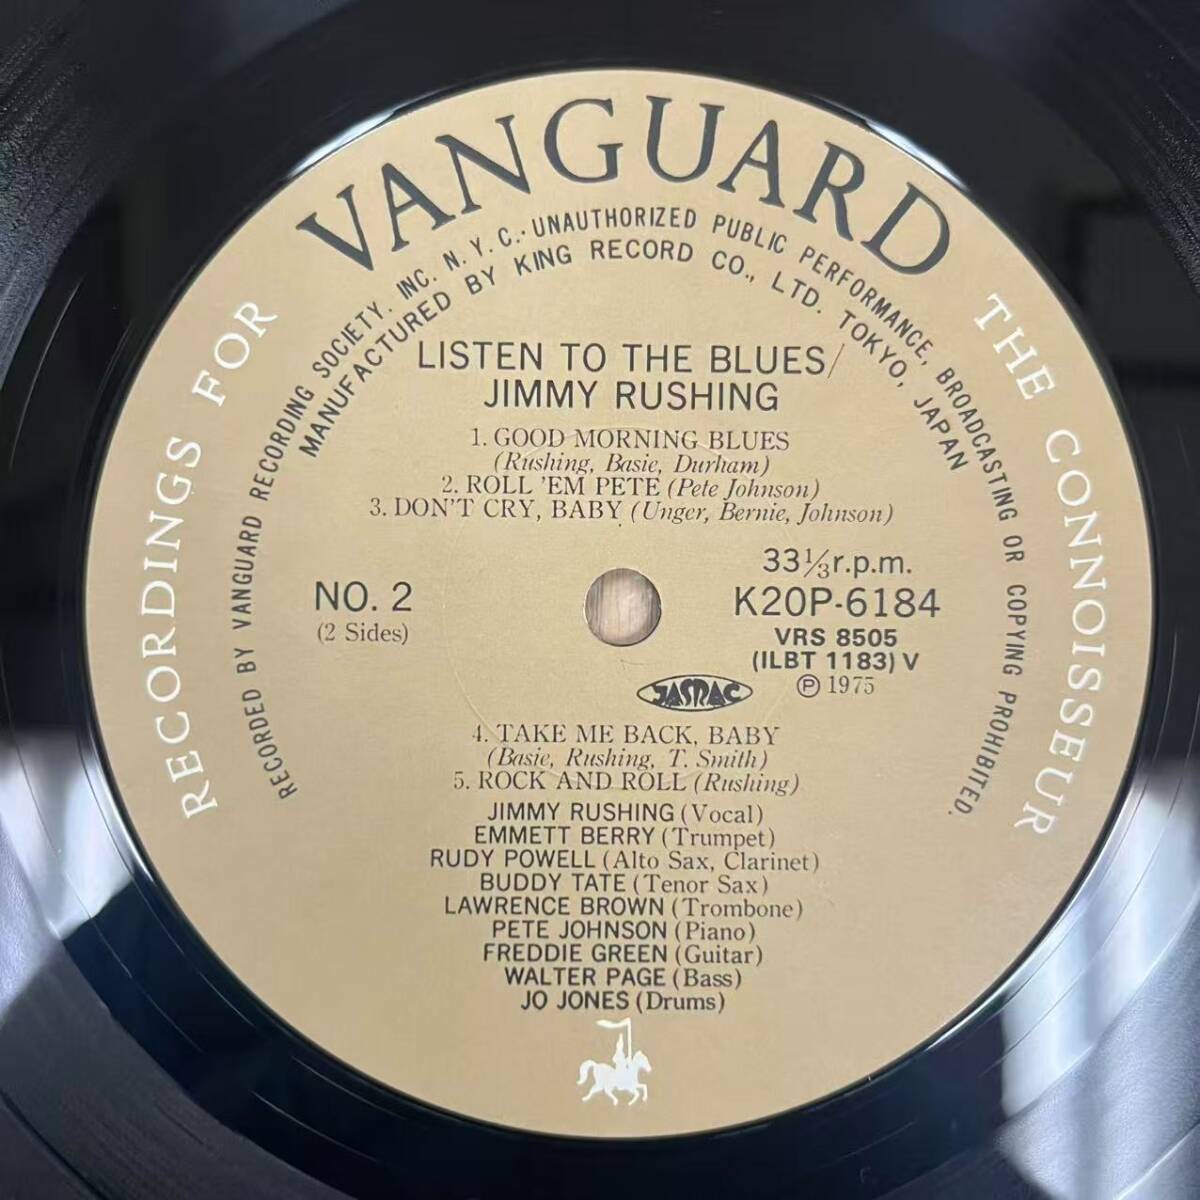 VANGUARD
RECORDINGS FOR THE CONNOISSEUR
RECORDED BY VANGUARD RECORDING SOCIETY. INC. N. Y. C.·UNAUTHORIZED PUBLIC PERFORMANCE, BROADCASTING OR COPYING PROHIBITED.
MANUFACTURED BY KING RECORD CO., LTD. TOKYO, JAPAN
LISTEN TO THE BLUES/
JIMMY RUSHING
1. GOOD MORNING BLUES
(Rushing, Basie, Durham)
2. ROLL 'EM PETE (Pete Johnson)
3. DON'T CRY, BABY (Unger, Bernie, Johnson)
NO. 2
(2 Sides)
33⅓r.p.m.
K20P-6184
VRS 8505
(ILBT 1183) V
Ⓟ 1975
JASRAC
4. TAKE ME BACK, BABY
(Basie, Rushing, T. Smith)
5. ROCK AND ROLL (Rushing)
JIMMY RUSHING (Vocal)
EMMETT BERRY (Trumpet)
RUDY POWELL (Alto Sax, Clarinet)
BUDDY TATE (Tenor Sax)
LAWRENCE BROWN (Trombone)
PETE JOHNSON (Piano)
FREDDIE GREEN (Guitar)
WALTER PAGE (Bass)
JO JONES (Drums)